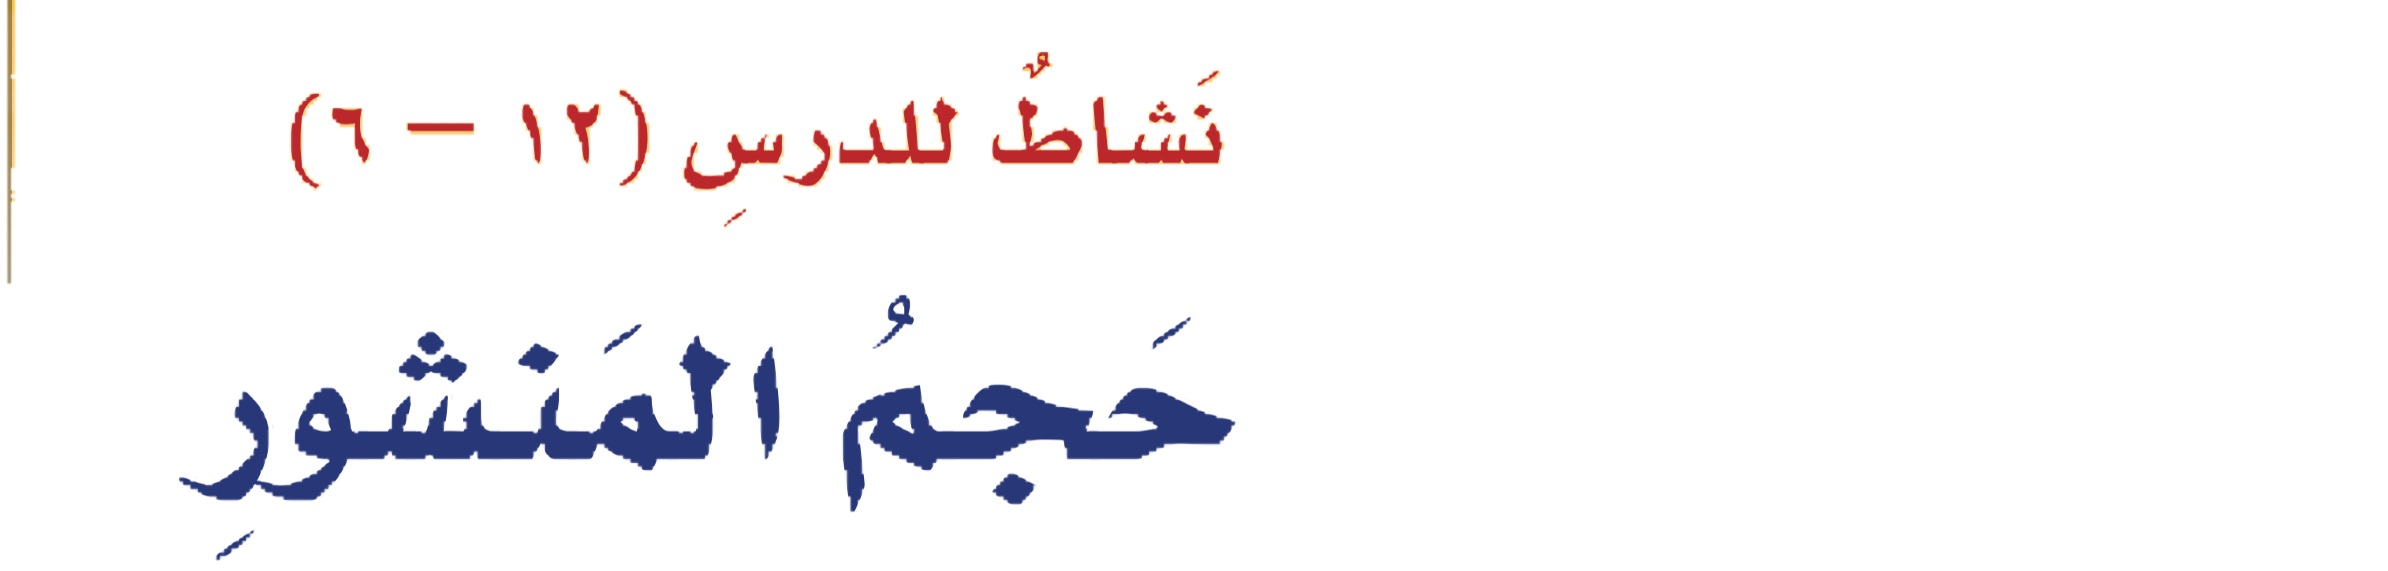 نَشاطٌ للدرسِ (١٢ – ٦)
حَجمُ المَنشورِ